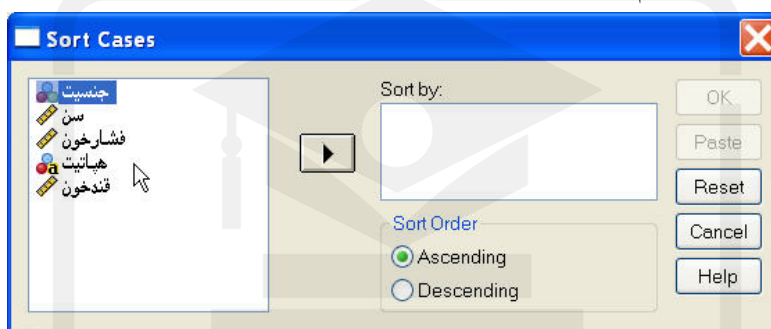 Sort Cases
جنسیت
سن
فشارخون
هپاتیت
a
قندخون
Sort by:
Sort Order
Ascending
Descending
OK
Paste
Reset
Cancel
Help